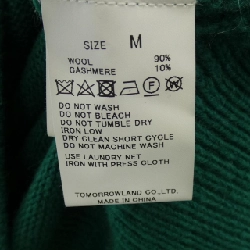 SIZE M
WOOL 90%
CASHMERE 10%
DO NOT WASH
DO NOT BLEACH
DO NOT TUMBLE DRY
IRON LOW
DRY CLEAN SHORT CYCLE
DO NOT MACHINE WASH
USE LAUNDRY NET
IRON WITH PRESS CLOTH
TOMORROWLAND CO.,LTD.
MADE IN CHINA